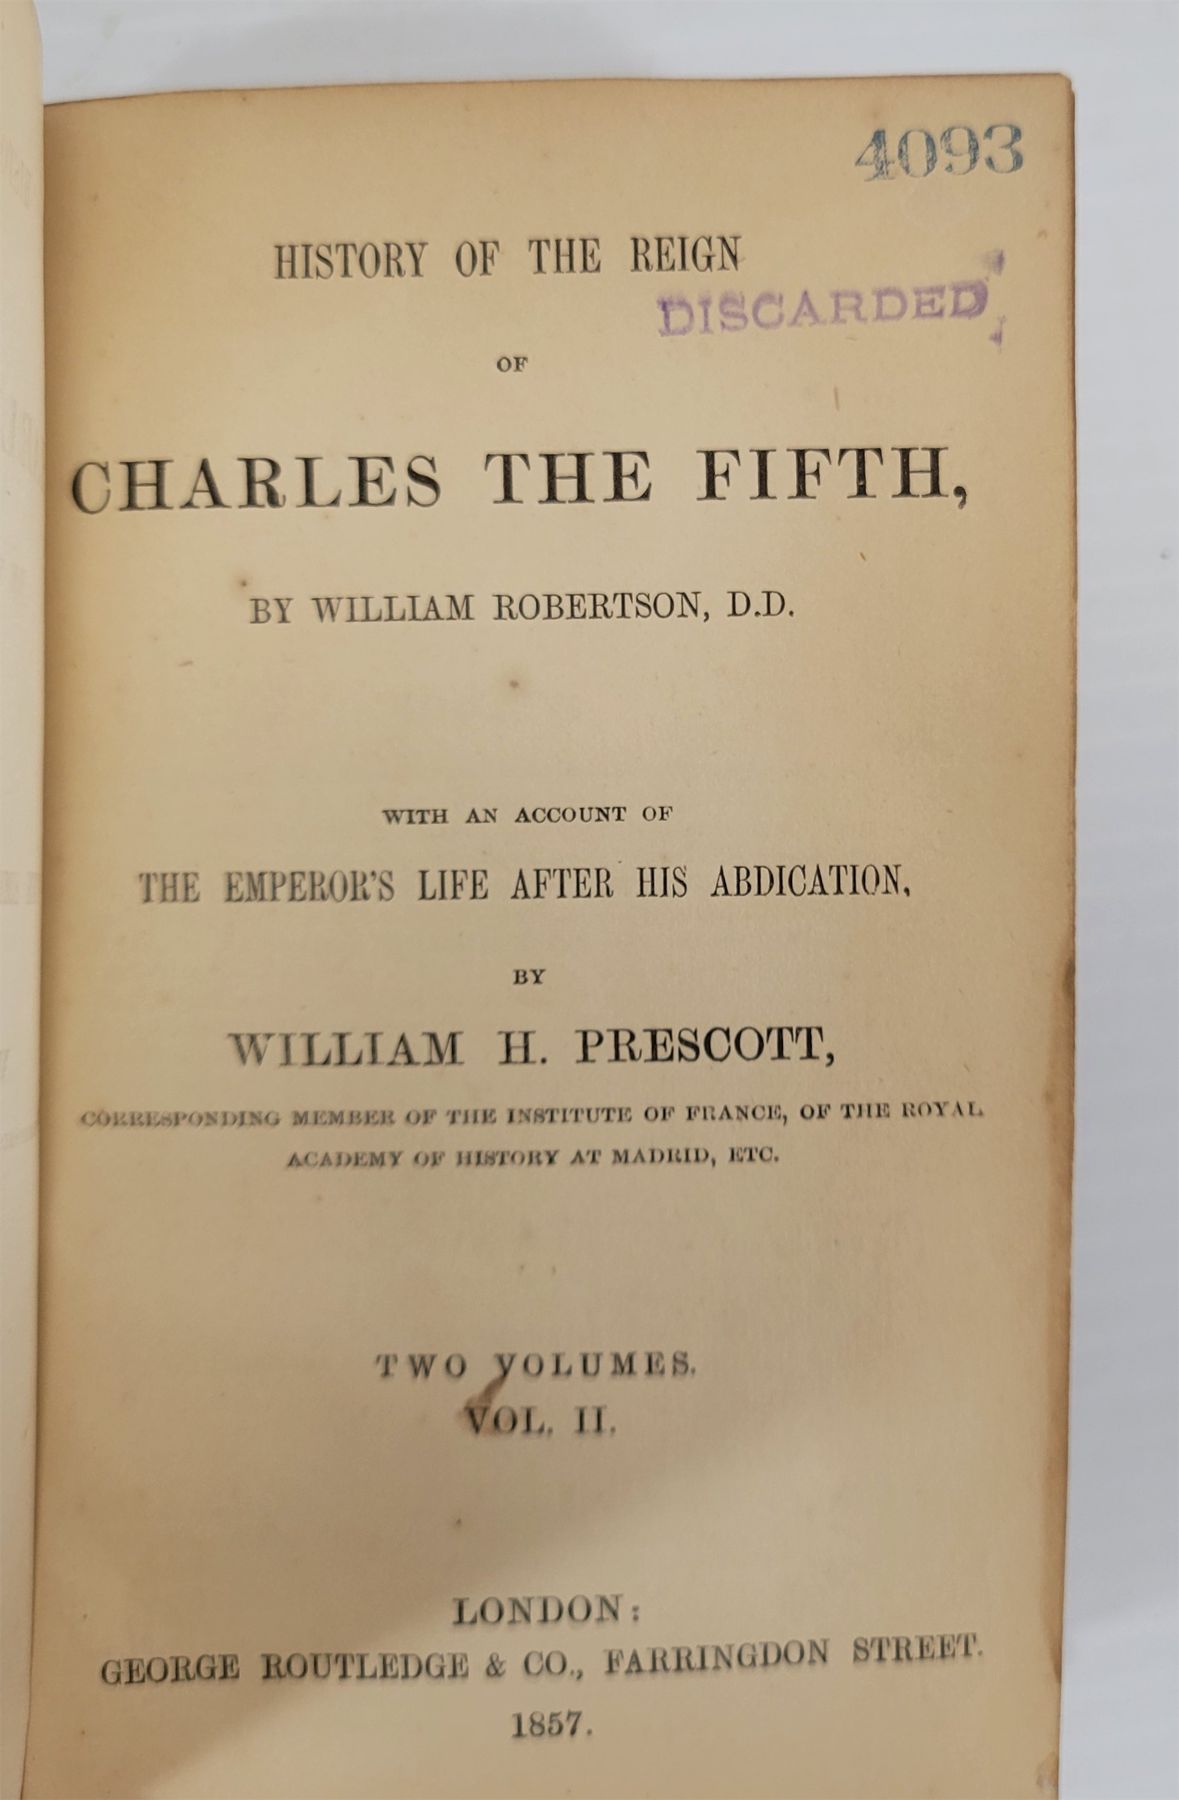 4093
HISTORY OF THE REIGN
DISCARDED
OF
CHARLES THE FIFTH,
BY WILLIAM ROBERTSON, D.D.
WITH AN ACCOUNT OF
THE EMPEROR'S LIFE AFTER HIS ABDICATION,
BY
WILLIAM H. PRESCOTT,
CORRESPONDING MEMBER OF THE INSTITUTE OF FRANCE, OF THE ROYAL
ACADEMY OF HISTORY AT MADRID, ETC.
TWO VOLUMES.
VOL. II.
LONDON:
GEORGE ROUTLEDGE & CO., FARRINGDON STREET.
1857.